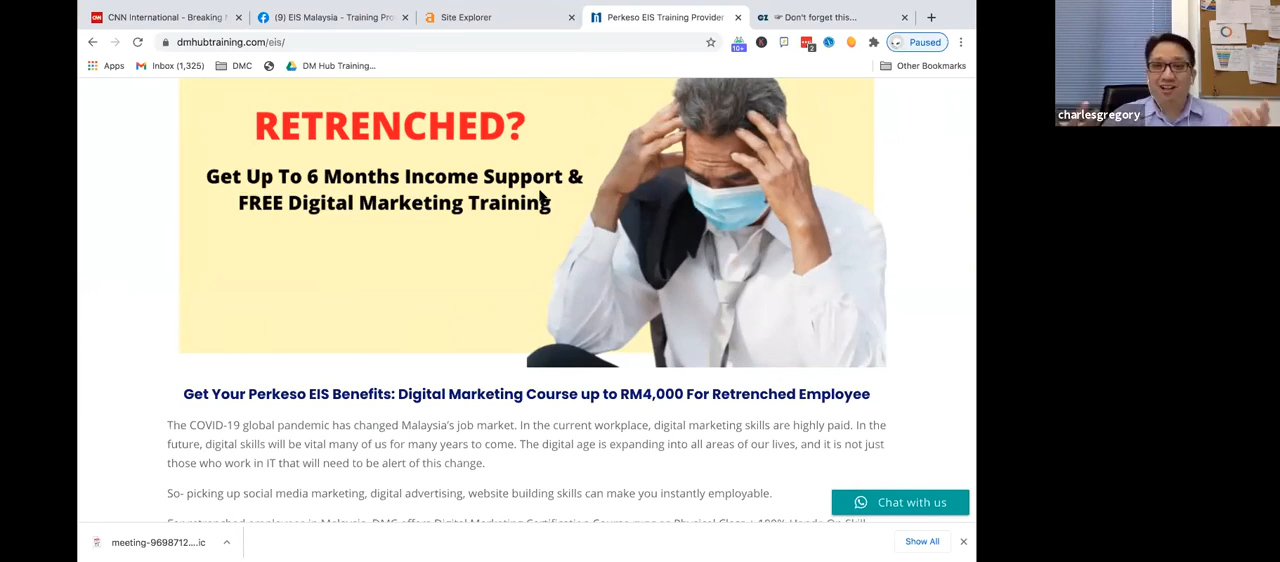 CNN International - Breaking
(9) EIS Malaysia - Training Pro
Site Explorer
Perkeso EIS Training Provider
Don't forget this...
dmhubtraining.com/eis/
10+
2
Paused
Apps
Inbox (1,325)
DMC
DM Hub Training...
Other Bookmarks
charlesgregory
RETRENCHED?
Get Up To 6 Months Income Support &
FREE Digital Marketing Training
Get Your Perkeso EIS Benefits: Digital Marketing Course up to RM4,000 For Retrenched Employee
The COVID-19 global pandemic has changed Malaysia's job market. In the current workplace, digital marketing skills are highly paid. In the
future, digital skills will be vital many of us for many years to come. The digital age is expanding into all areas of our lives, and it is not just
those who work in IT that will need to be alert of this change.
So- picking up social media marketing, digital advertising, website building skills can make you instantly employable.
Chat with us
meeting-9698712....ic
Show All